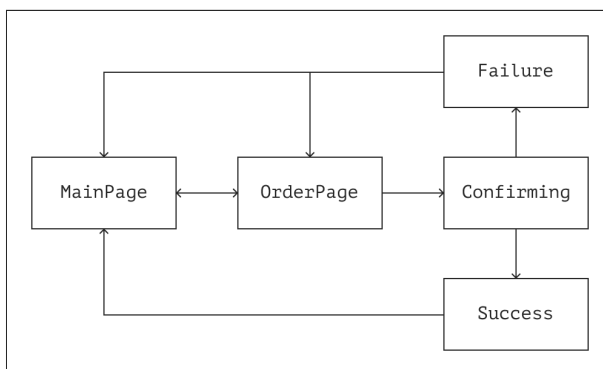 Failure
MainPage
OrderPage
Confirming
Success